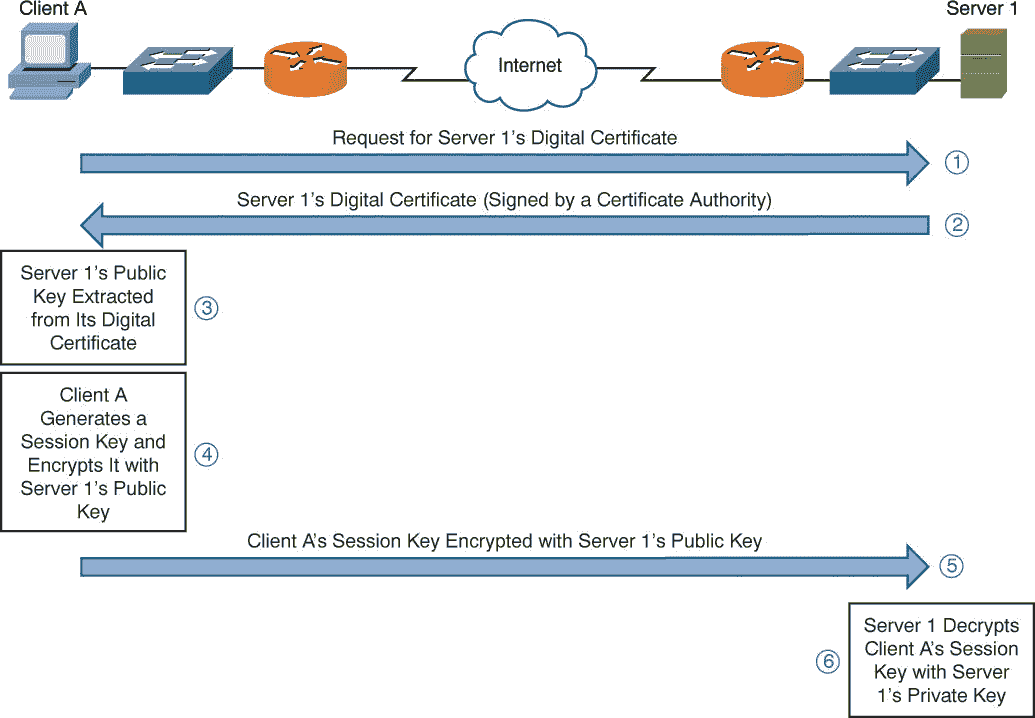 Client A
Server 1
Internet
Request for Server 1's Digital Certificate
1
Server 1's Digital Certificate (Signed by a Certificate Authority)
2
Server 1's Public
Key Extracted
from Its Digital
Certificate
3
Client A
Generates a
Session Key and
Encrypts It with
Server 1's Public
Key
4
Client A's Session Key Encrypted with Server 1's Public Key
5
6
Server 1 Decrypts
Client A's Session
Key with Server
1's Private Key